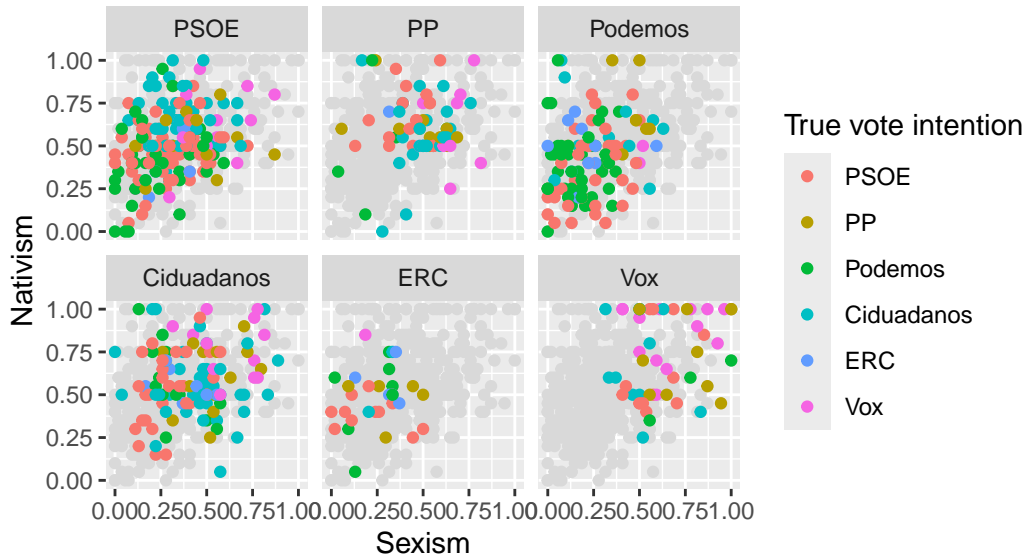 PSOE PP Podemos
1.00
0.75
0.50
0.25
0.00
Ciduadanos ERC Vox
1.00
0.75
0.50
0.25
0.00
0.000.250.500.751.00 0.000.250.500.751.00 0.000.250.500.751.00
Sexism
Nativism
True vote intention
PSOE
PP
Podemos
Ciduadanos
ERC
Vox